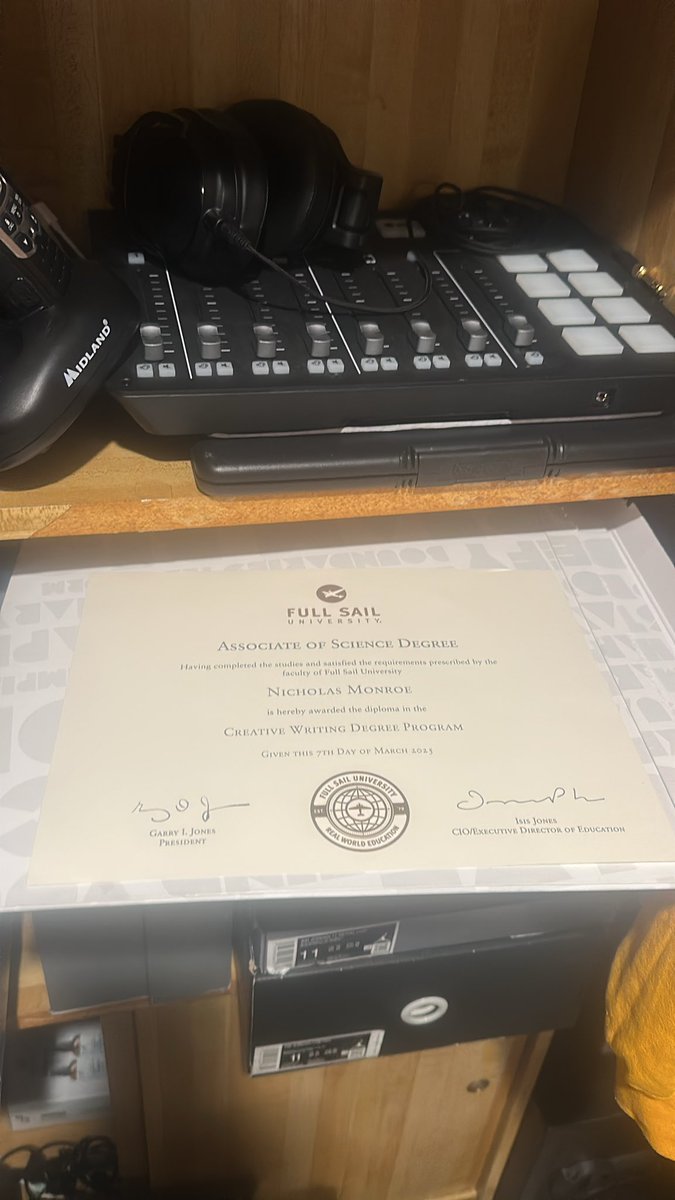 MIDLAND®
FULL SAIL
UNIVERSITY.
ASSOCIATE OF SCIENCE DEGREE
Having completed the studies and satisfied the requirements prescribed by the
faculty of Full Sail University
NICHOLAS MONROE
is hereby awarded the diploma in the
CREATIVE WRITING DEGREE PROGRAM
GIVEN THIS 7TH DAY OF MARCH 2025
FULL SAIL UNIVERSITY
EST. 79
REAL WORLD EDUCATION
GARRY I. JONES
PRESIDENT
ISIS JONES
CIO/EXECUTIVE DIRECTOR OF EDUCATION
11
11